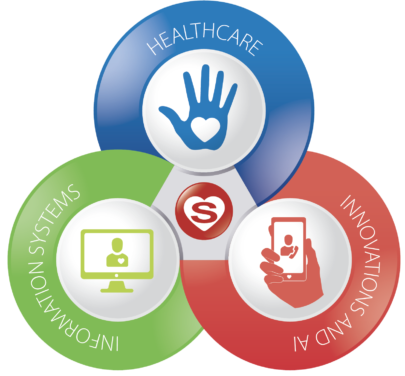 HEALTHCARE
S
INFORMATION SYSTEMS
INNOVATIONS AND AI